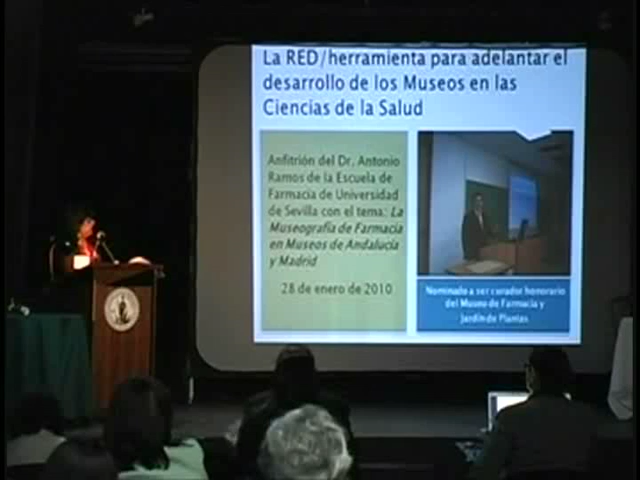 La RED/herramienta para adelantar el
desarrollo de los Museos en las
Ciencias de la Salud
Anfitrión del Dr. Antonio
Ramos de la Escuela de
Farmacia de Universidad
de Sevilla con el tema: La
Museografía de Farmacia
en Museos de Andalucía
y Madrid
28 de enero de 2010
Nominado a ser curador honorario
del Museo de Farmacia y
Jardín de Plantas